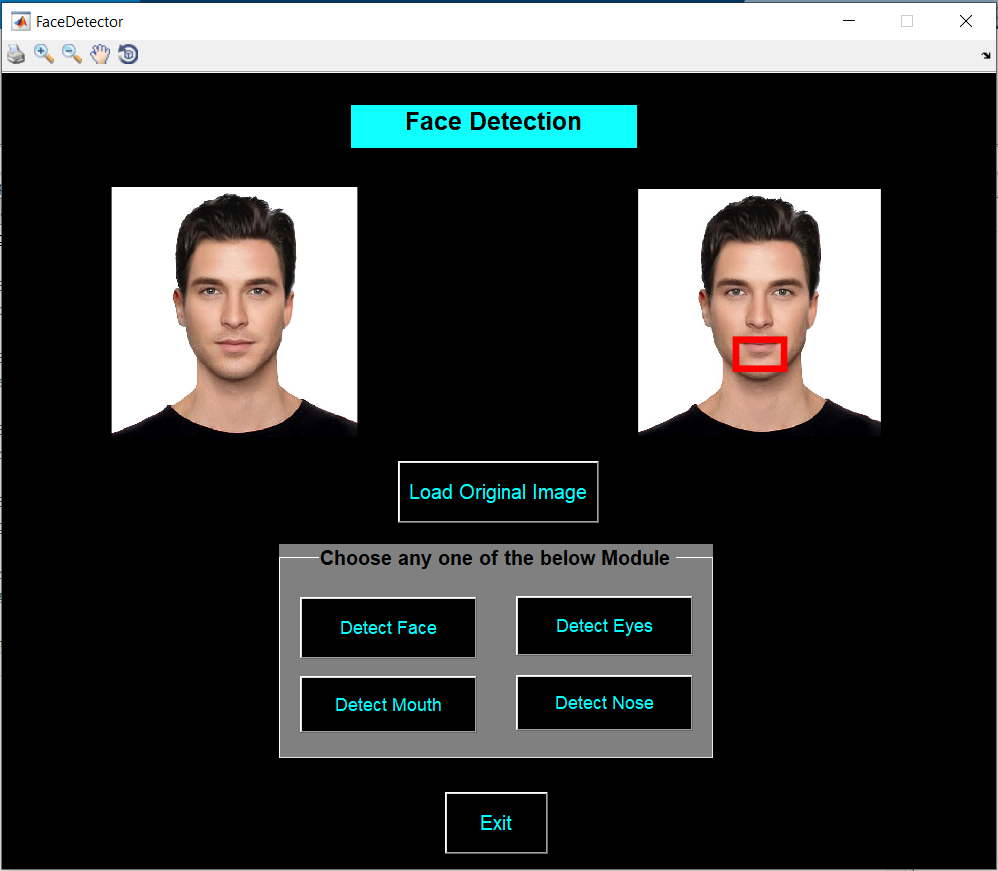 FaceDetector
Face Detection
Load Original Image
Choose any one of the below Module
Detect Face
Detect Eyes
Detect Mouth
Detect Nose
Exit